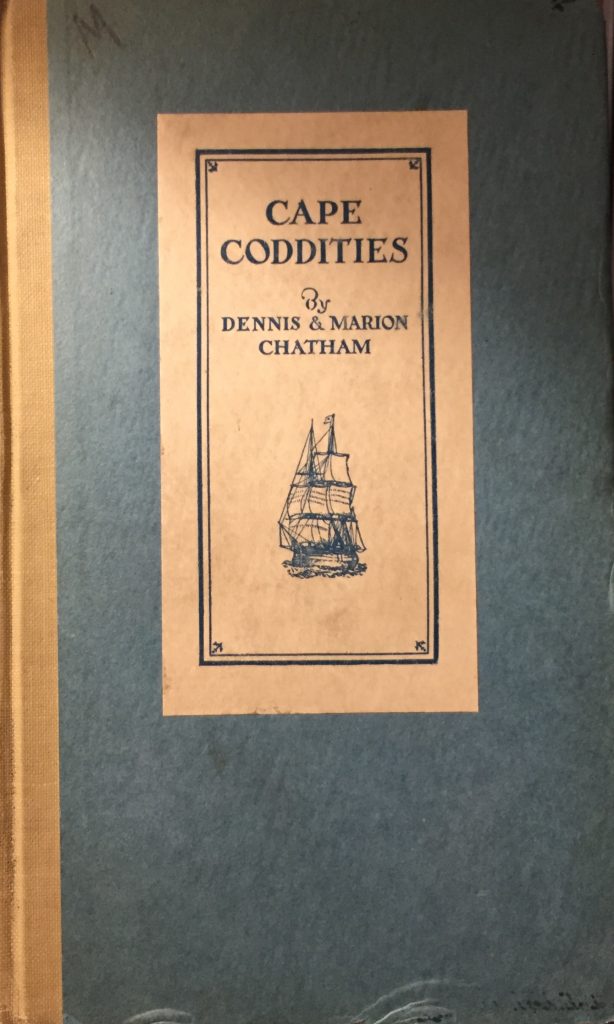 M
CAPE
CODDITIES
By
DENNIS & MARION
CHATHAM